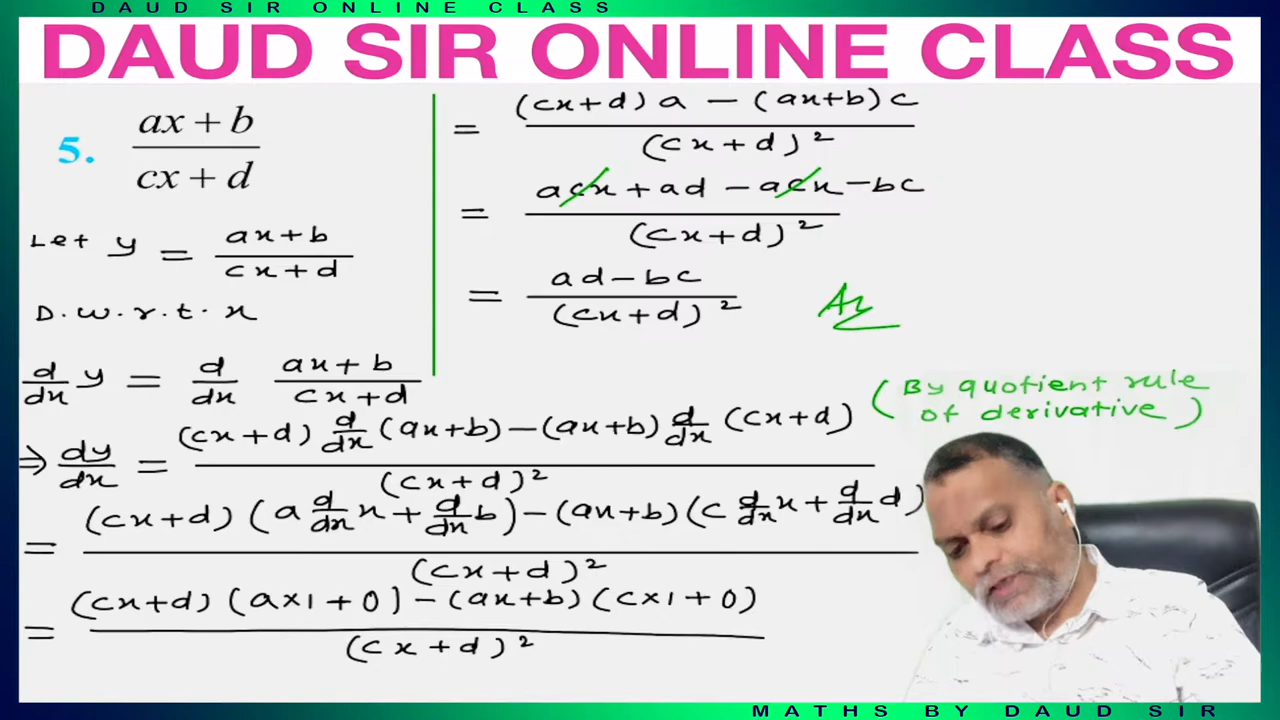 DAUD SIR ONLINE CLASS
DAUD SIR ONLINE CLASS
5. (ax + b)/(cx + d)
Let y = (ax+b)/(cx+d)
D. w. r. t. x
d/dx y = d/dx (ax+b)/(cx+d)
⇒ dy/dx = ((cx+d) d/dx (ax+b) − (ax+b) d/dx (cx+d))/(cx+d)² (By quotient rule
of derivative)
= ((cx+d) (a d/dx x + d/dx b) − (ax+b) (c d/dx x + d/dx d))/(cx+d)²
= ((cx+d) (a×1+0) − (ax+b) (c×1+0))/(cx+d)²
= ((cx+d) a − (ax+b) c)/(cx+d)²
= (acx + ad − acx − bc)/(cx+d)²
= (ad − bc)/(cx+d)²
MATHS BY DAUD SIR